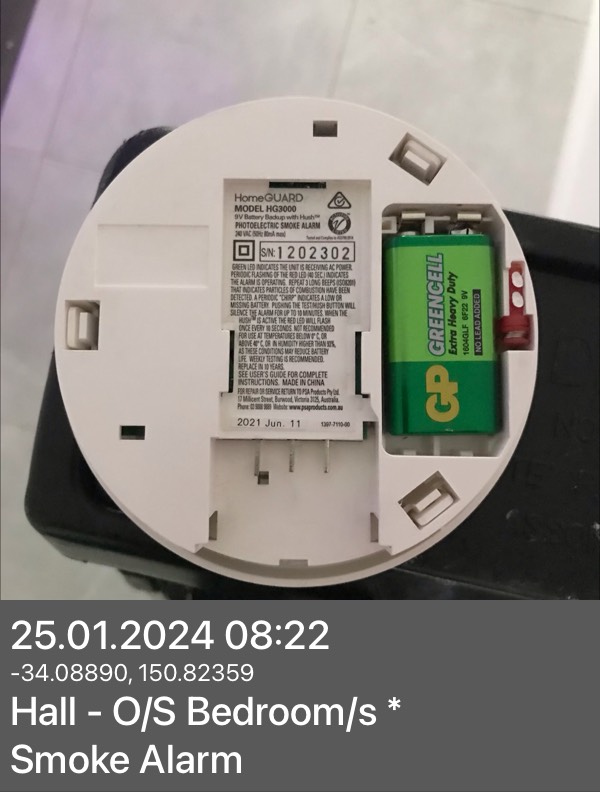 HomeGUARD
MODEL HG3000
9V Battery Backup with Hush™
PHOTOELECTRIC SMOKE ALARM
240 VAC (50Hz: 80mA max)
S/N: 1202302
GREEN LED INDICATES THE UNIT IS RECEIVING AC POWER.
PERIODIC FLASHING OF THE RED LED (40 SEC.) INDICATES
THE ALARM IS OPERATING. REPEAT 3 LONG BEEPS (ISO8201)
THAT INDICATES PARTICLES OF COMBUSTION HAVE BEEN
DETECTED. A PERIODIC "CHIRP" INDICATES A LOW OR
MISSING BATTERY. PUSHING THE TEST/HUSH BUTTON WILL
SILENCE THE ALARM FOR UP TO 10 MINUTES. WHEN THE
HUSH™ IS ACTIVE THE RED LED WILL FLASH
ONCE EVERY 10 SECONDS. NOT RECOMMENDED
FOR USE AT TEMPERATURES BELOW C, OR
ABOVE C, OR IN HUMIDITY HIGHER THAN
AS THESE CONDITIONS MAY REDUCE BATTERY
LIFE. WEEKLY TESTING IS RECOMMENDED.
REPLACE IN 10 YEARS.
SEE USER'S GUIDE FOR COMPLETE
INSTRUCTIONS. MADE IN CHINA
FOR REPAIR OR SERVICE RETURN TO PSA Products Pty Ltd.
17 Millicent Street, Burwood, Victoria 3125, Australia.
Phone: Website: www.psaproducts.com.au
2021 Jun. 11 1397-7110-00
GP GREENCELL
Extra Heavy Duty
1604GLF 6F22 9V
NO LEAD ADDED
25.01.2024 08:22
-34.08890, 150.82359
Hall - O/S Bedroom/s *
Smoke Alarm